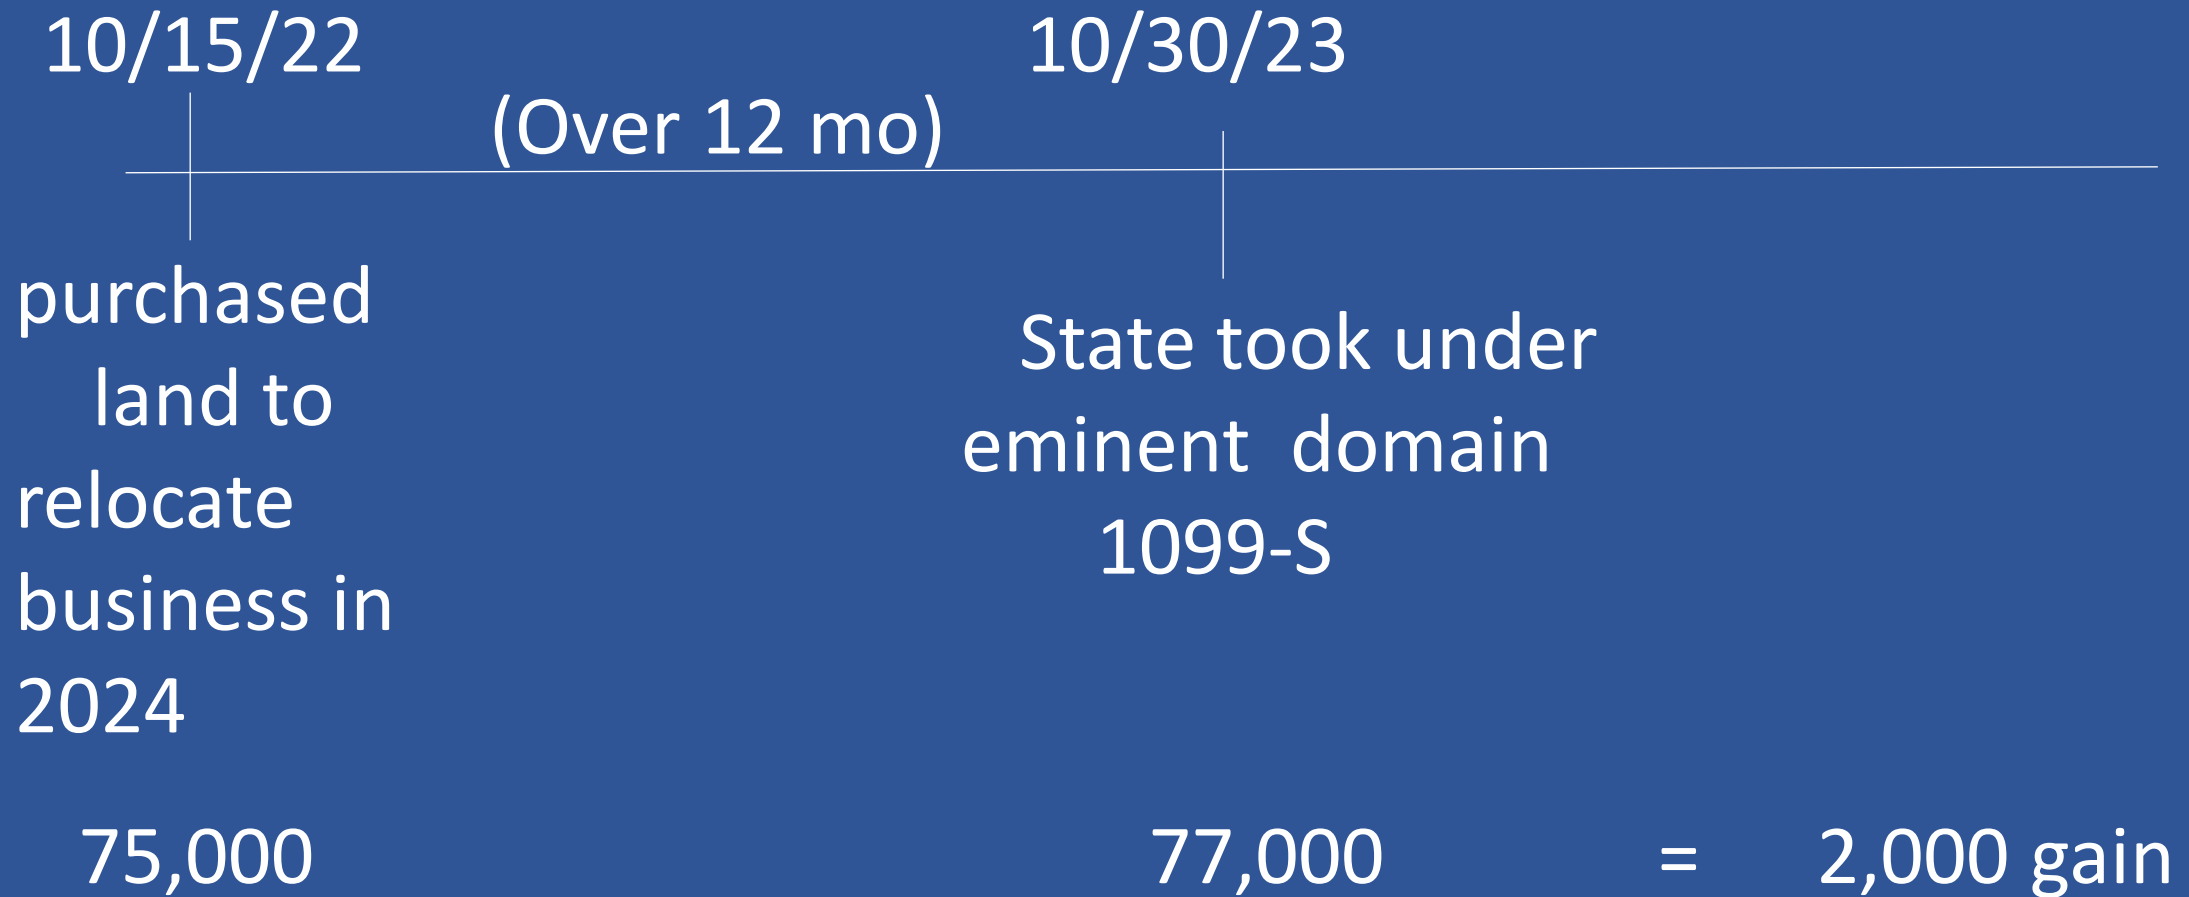 10/15/22
10/30/23
(Over 12 mo)
purchased
land to
relocate
business in
2024
State took under
eminent domain
1099-S
75,000
77,000
=
2,000 gain